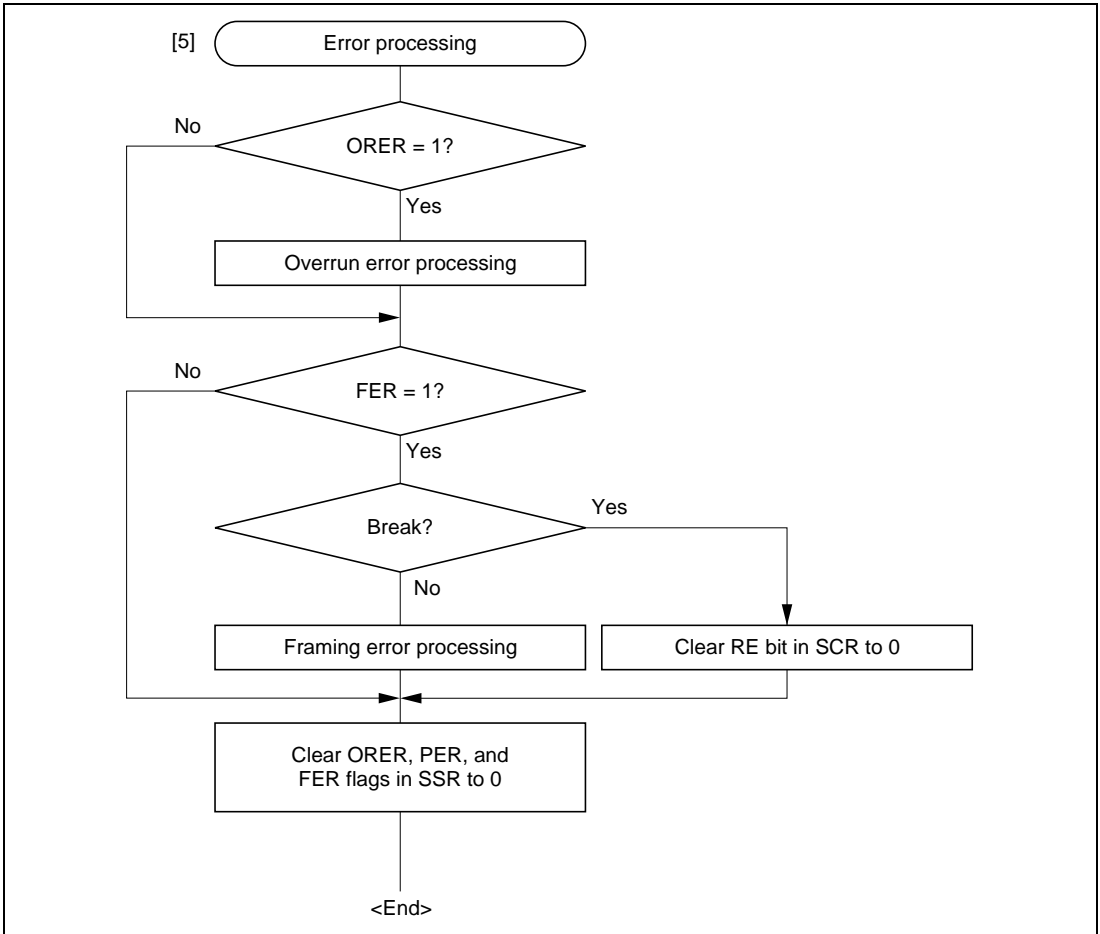 [5]
Error processing
No
ORER = 1?
Yes
Overrun error processing
No
FER = 1?
Yes
Break?
Yes
No
Framing error processing
Clear RE bit in SCR to 0
Clear ORER, PER, and
FER flags in SSR to 0
<End>